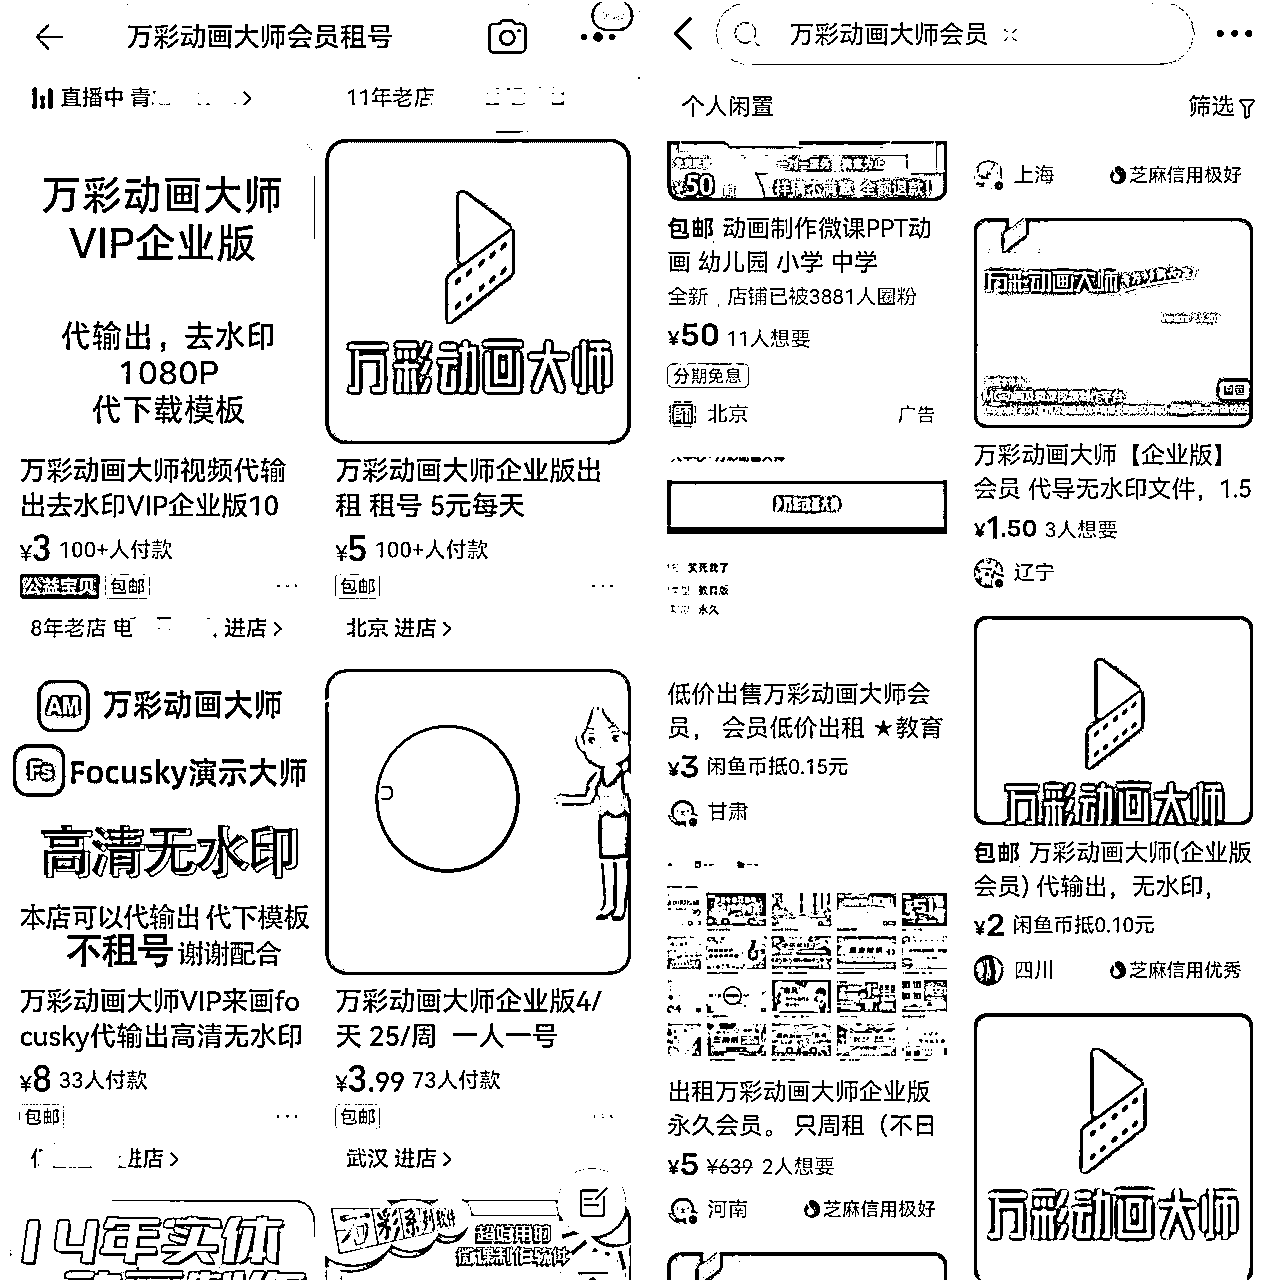 万彩动画大师会员租号
直播中 青
11年老店
万彩动画大师
VIP企业版
代输出，去水印
1080P
代下载模板
万彩动画大师视频代输
出去水印VIP企业版10
¥3 100+人付款
公益宝贝 包邮
8年老店 电 进店
万彩动画大师
万彩动画大师企业版出
租 租号 5元每天
¥5 100+人付款
包邮
北京 进店
AM 万彩动画大师
Fs Focusky演示大师
高清无水印
本店可以代输出 代下模板
不租号 谢谢配合
万彩动画大师VIP来画fo
cusky代输出高清无水印
¥8 33人付款
包邮
进店
万彩动画大师企业版4/
天 25/周 一人一号
¥3.99 73人付款
包邮
武汉 进店
14年实体
万彩系列软件
超好用的
微课制作软件
万彩动画大师会员
个人闲置
筛选
¥50
包邮 动画制作微课PPT动
画 幼儿园 小学 中学
全新 店铺已被3881人圈粉
¥50 11人想要
分期免息
北京 广告
笑死我了
教育版
永久
低价出售万彩动画大师会
员， 会员低价出租 ★教育
¥3 闲鱼币抵0.15元
甘肃
出租万彩动画大师企业版
永久会员。 只周租（不日
¥5 ¥639 2人想要
河南 芝麻信用极好
上海 芝麻信用极好
万彩动画大师
万彩动画大师【企业版】
会员 代导无水印文件，1.5
¥1.50 3人想要
辽宁
万彩动画大师
包邮 万彩动画大师(企业版
会员) 代输出，无水印，
¥2 闲鱼币抵0.10元
四川 芝麻信用优秀
万彩动画大师